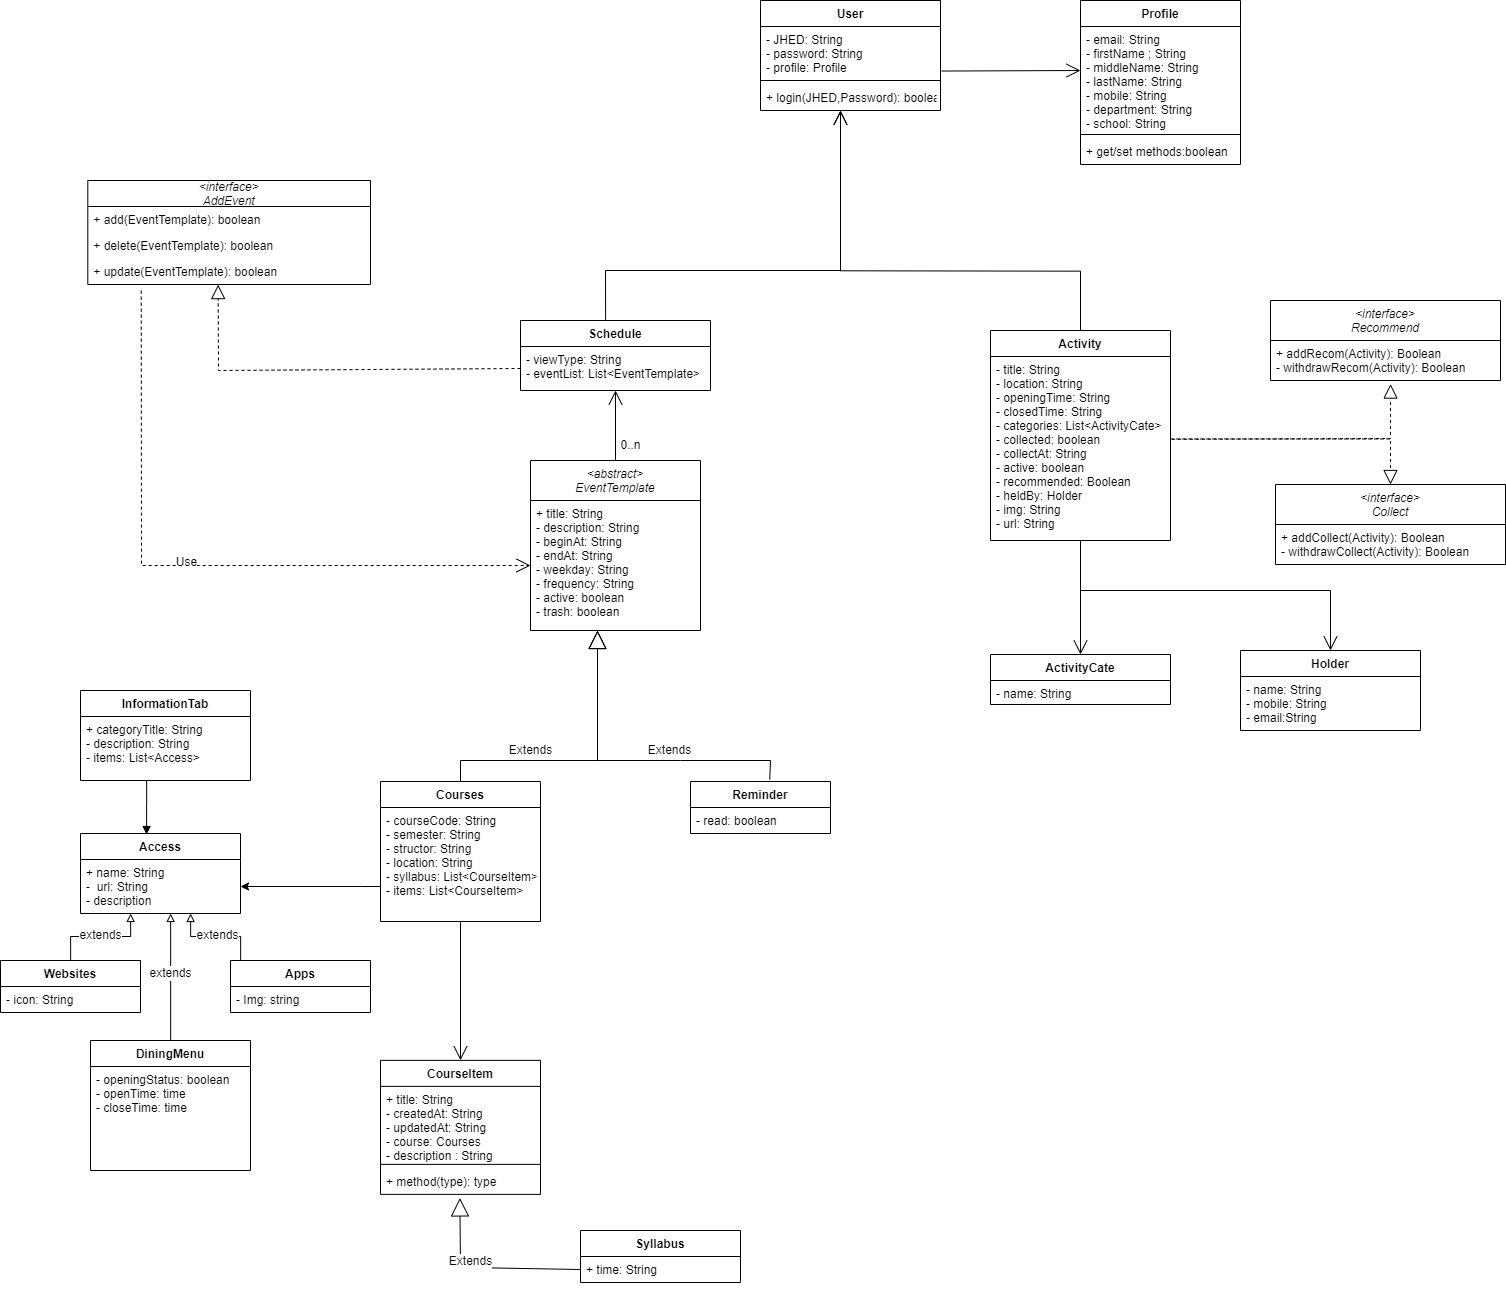 User
- JHED: String
- password: String
- profile: Profile
+ login(JHED,Password): boolea
Profile
- email: String
- firstName ; String
- middleName: String
- lastName: String
- mobile: String
- department: String
- school: String
+ get/set methods:boolean
<interface>
AddEvent
+ add(EventTemplate): boolean
+ delete(EventTemplate): boolean
+ update(EventTemplate): boolean
Schedule
- viewType: String
- eventList: List<EventTemplate>
0..n
Activity
- title: String
- location: String
- openingTime: String
- closedTime: String
- categories: List<ActivityCate>
- collected: boolean
- collectAt: String
- active: boolean
- recommended: Boolean
- heldBy: Holder
- img: String
- url: String
<interface>
Recommend
+ addRecom(Activity): Boolean
- withdrawRecom(Activity): Boolean
<interface>
Collect
+ addCollect(Activity): Boolean
- withdrawCollect(Activity): Boolean
<abstract>
EventTemplate
+ title: String
- description: String
- beginAt: String
- endAt: String
- weekday: String
- frequency: String
- active: boolean
- trash: boolean
Use
ActivityCate
- name: String
Holder
- name: String
- mobile: String
- email:String
InformationTab
+ categoryTitle: String
- description: String
- items: List<Access>
Extends
Extends
Courses
- courseCode: String
- semester: String
- structor: String
- location: String
- syllabus: List<CourseItem>
- items: List<CourseItem>
Reminder
- read: boolean
Access
+ name: String
- url: String
- description
extends
extends
extends
Websites
- icon: String
Apps
- Img: string
DiningMenu
- openingStatus: boolean
- openTime: time
- closeTime: time
CourseItem
+ title: String
- createdAt: String
- updatedAt: String
- course: Courses
- description : String
+ method(type): type
Extends
Syllabus
+ time: String